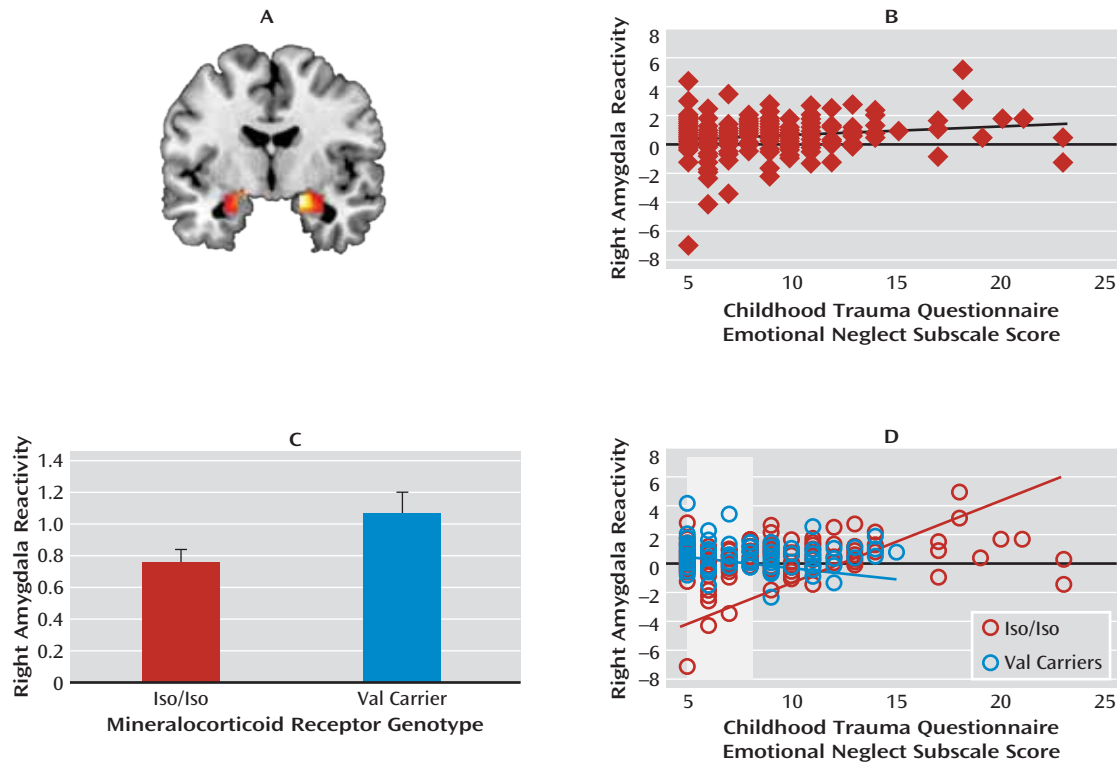 A
B
Right Amygdala Reactivity
8
6
4
2
0
−2
−4
−6
−8
5
10
15
20
25
Childhood Trauma Questionnaire
Emotional Neglect Subscale Score
C
Right Amygdala Reactivity
1.4
1.2
1.0
0.8
0.6
0.4
0.2
0
Iso/Iso
Val Carrier
Mineralocorticoid Receptor Genotype
D
Right Amygdala Reactivity
8
6
4
2
0
−2
−4
−6
−8
Iso/Iso
Val Carriers
5
10
15
20
25
Childhood Trauma Questionnaire
Emotional Neglect Subscale Score